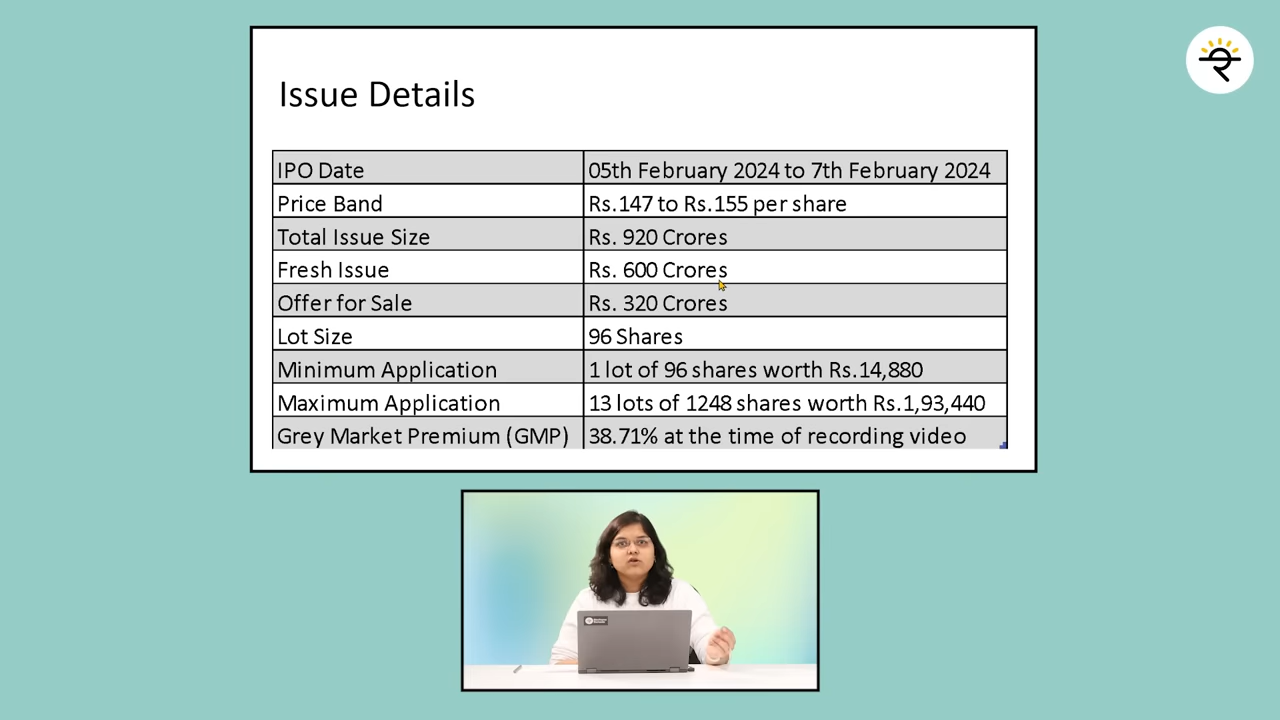 Issue Details
IPO Date 05th February 2024 to 7th February 2024
Price Band Rs.147 to Rs.155 per share
Total Issue Size Rs. 920 Crores
Fresh Issue Rs. 600 Crores
Offer for Sale Rs. 320 Crores
Lot Size 96 Shares
Minimum Application 1 lot of 96 shares worth Rs.14,880
Maximum Application 13 lots of 1248 shares worth Rs.1,93,440
Grey Market Premium (GMP) 38.71% at the time of recording video